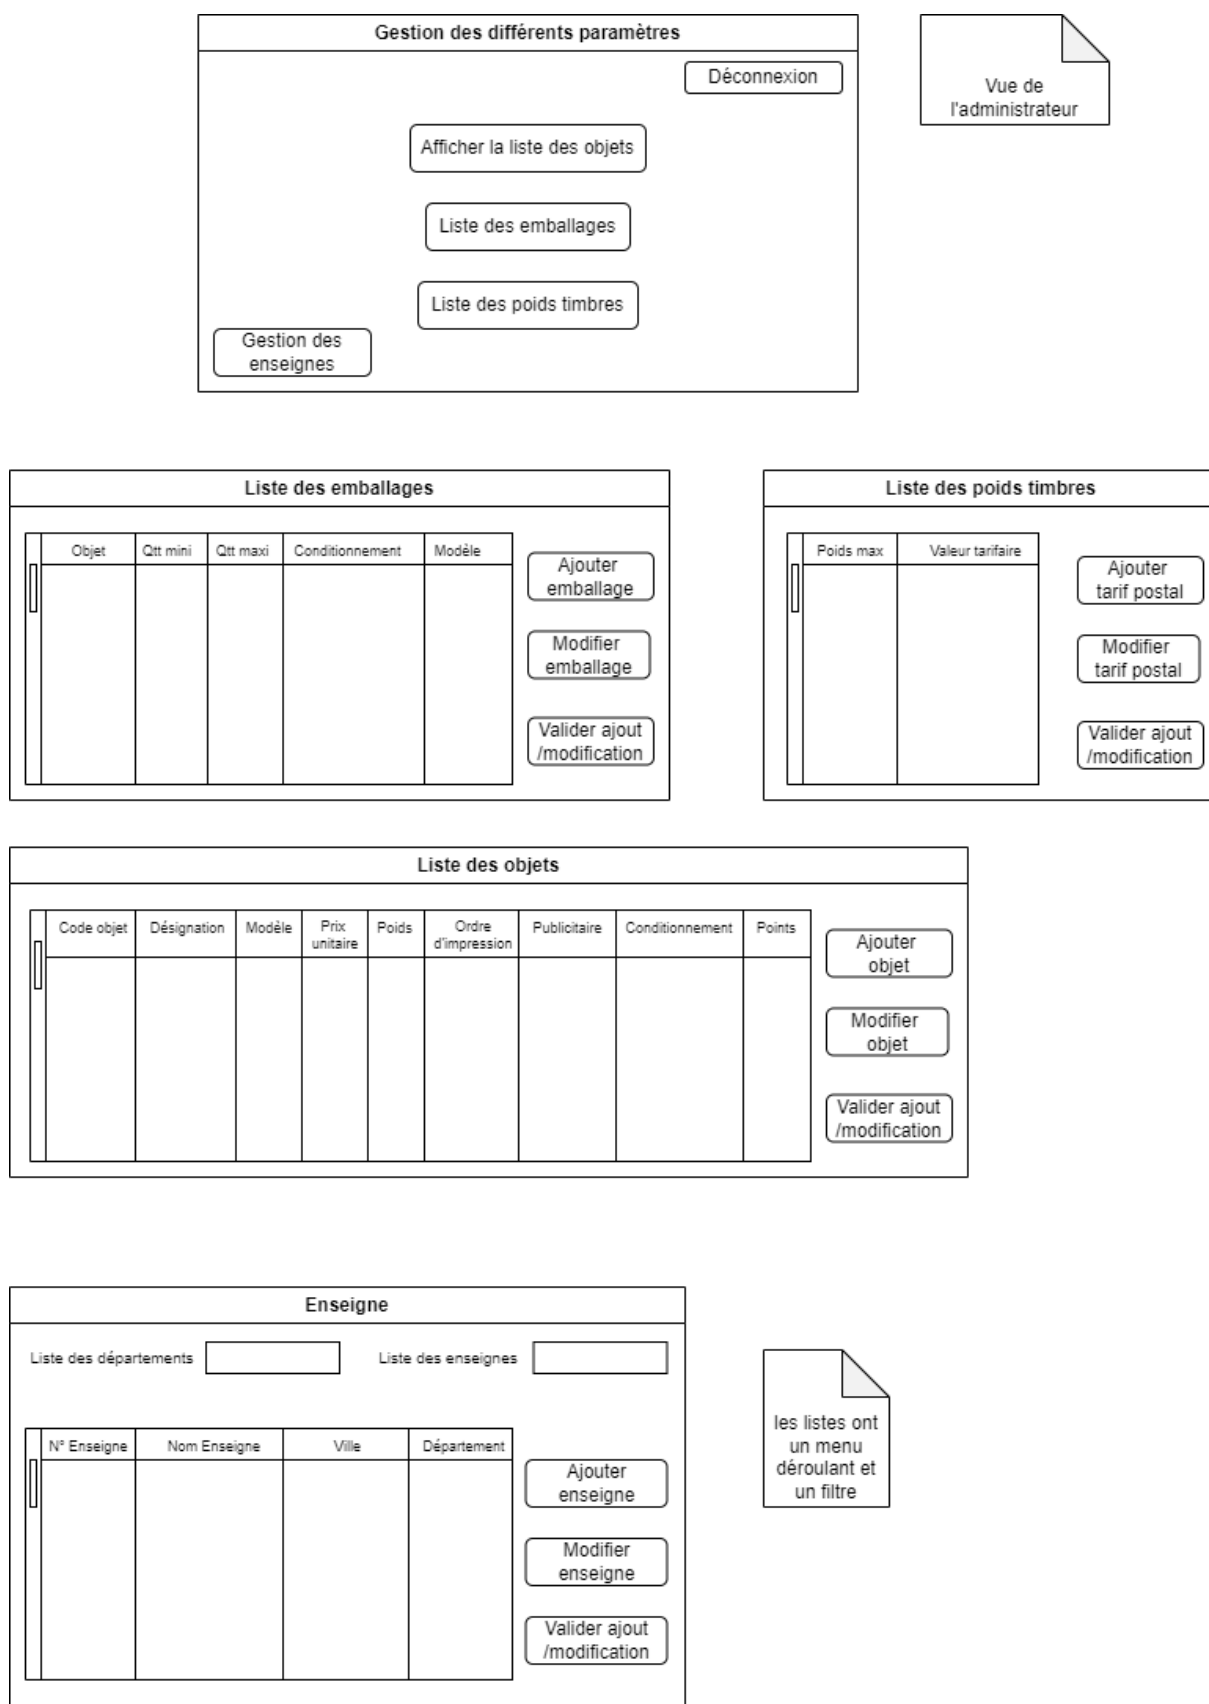 Gestion des différents paramètres
Déconnexion
Vue de
l'administrateur
Afficher la liste des objets
Liste des emballages
Liste des poids timbres
Gestion des
enseignes
Liste des emballages
Objet
Qtt mini
Qtt maxi
Conditionnement
Modèle
Ajouter
emballage
Modifier
emballage
Valider ajout
/modification
Liste des poids timbres
Poids max
Valeur tarifaire
Ajouter
tarif postal
Modifier
tarif postal
Valider ajout
/modification
Liste des objets
Code objet
Désignation
Modèle
Prix
unitaire
Poids
Ordre
d'impression
Publicitaire
Conditionnement
Points
Ajouter
objet
Modifier
objet
Valider ajout
/modification
Enseigne
Liste des départements
Liste des enseignes
N° Enseigne
Nom Enseigne
Ville
Département
Ajouter
enseigne
Modifier
enseigne
Valider ajout
/modification
les listes ont
un menu
déroulant et
un filtre